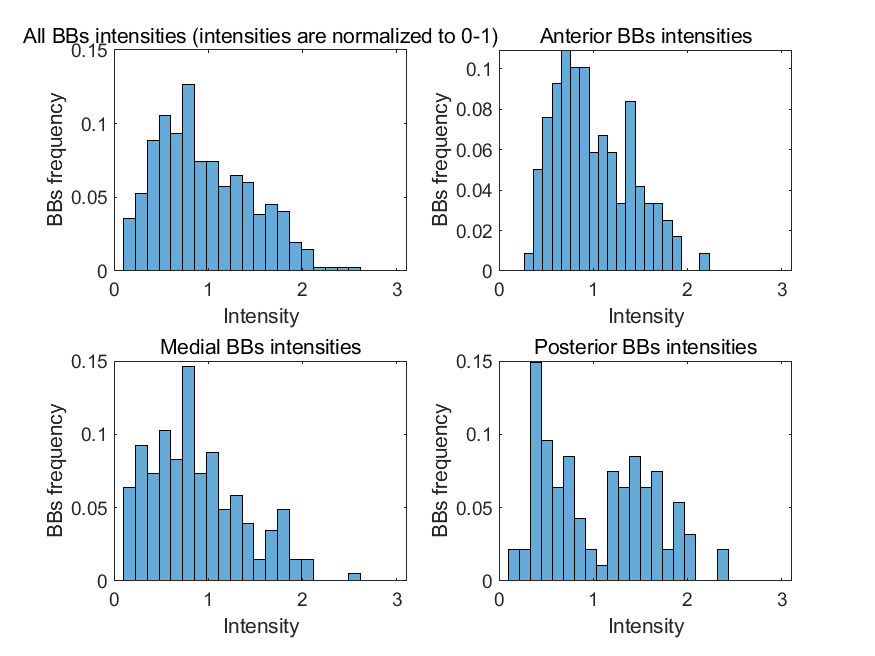 All BBs intensities (intensities are normalized to 0-1)
0.15
0.1
0.05
0
BBs frequency
0 1 2 3
Intensity
Anterior BBs intensities
0.1
0.08
0.06
0.04
0.02
0
BBs frequency
0 1 2 3
Intensity
Medial BBs intensities
0.15
0.1
0.05
0
BBs frequency
0 1 2 3
Intensity
Posterior BBs intensities
0.15
0.1
0.05
0
BBs frequency
0 1 2 3
Intensity